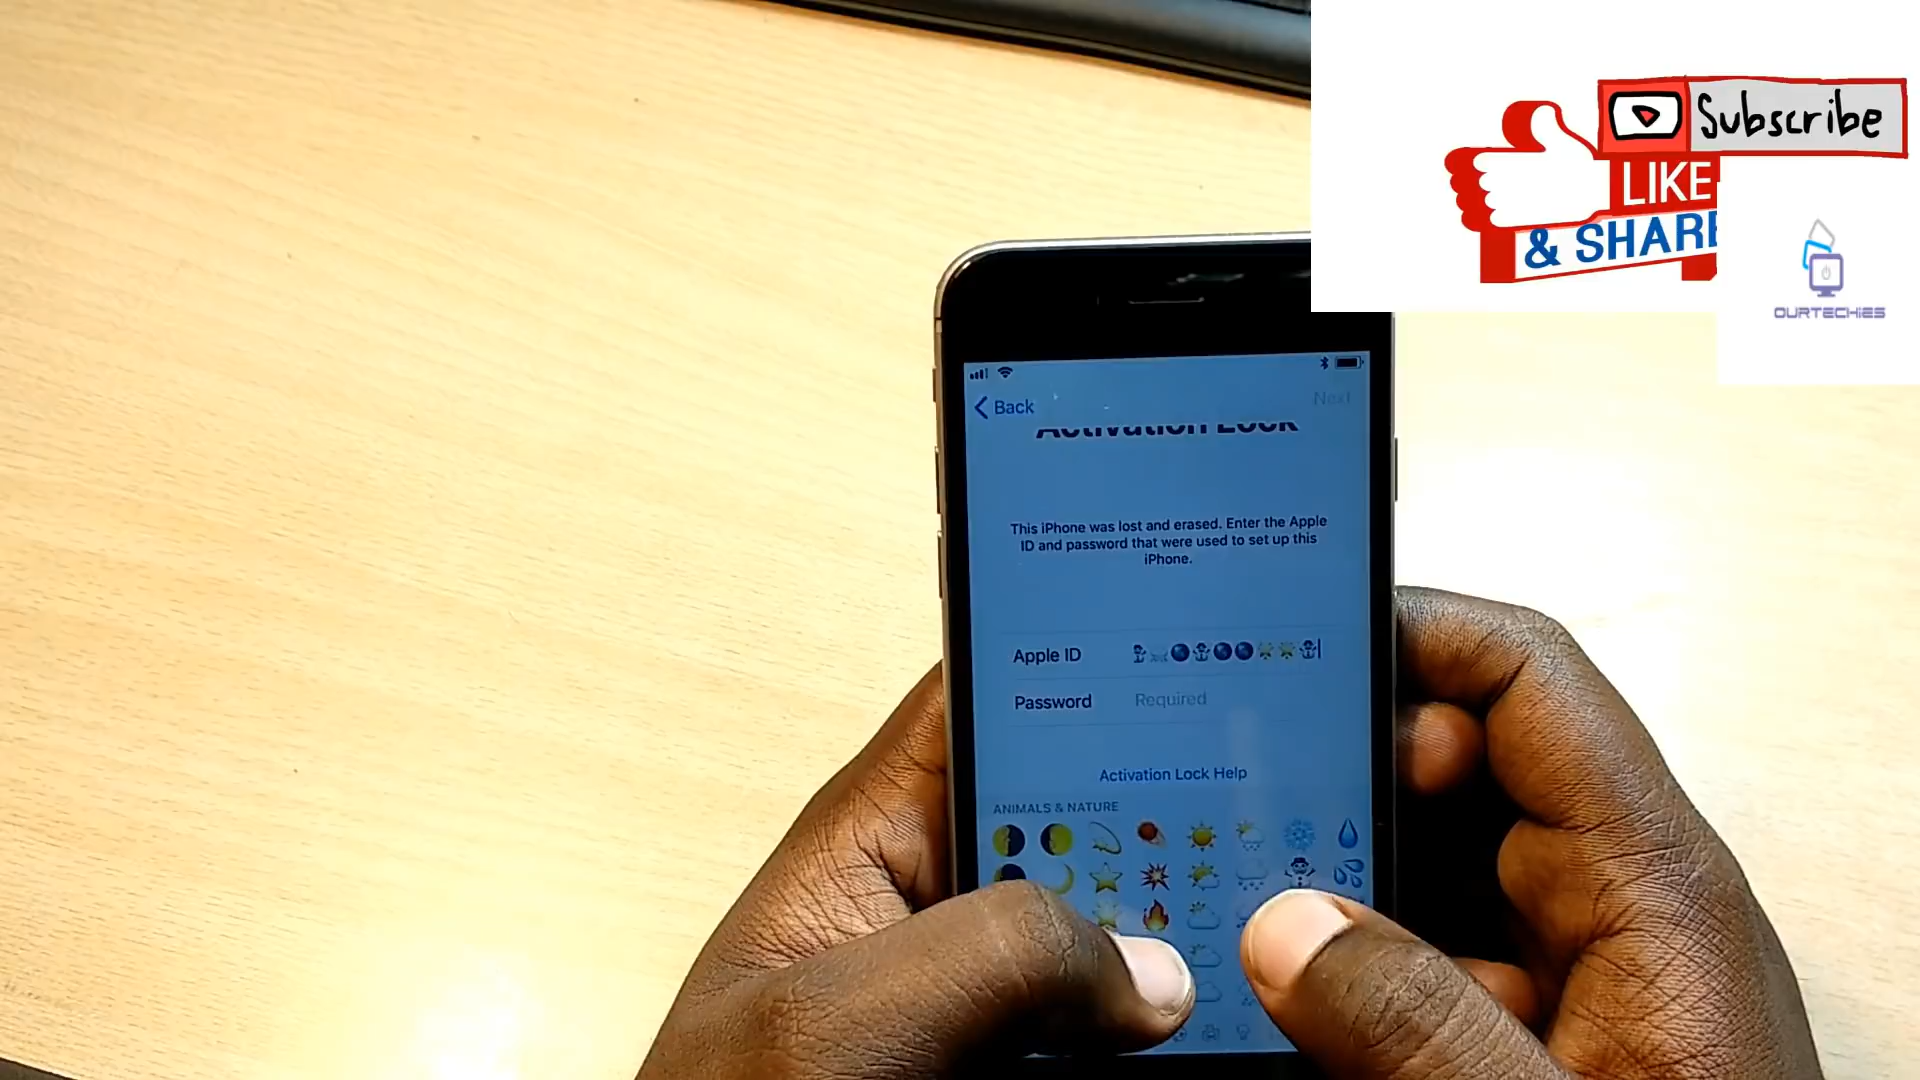 Subscribe
LIKE
& SHARE
OURTECHIES
Back
Next
Activation Lock
This iPhone was lost and erased. Enter the Apple
ID and password that were used to set up this
iPhone.
Apple ID
Password Required
Activation Lock Help
ANIMALS & NATURE